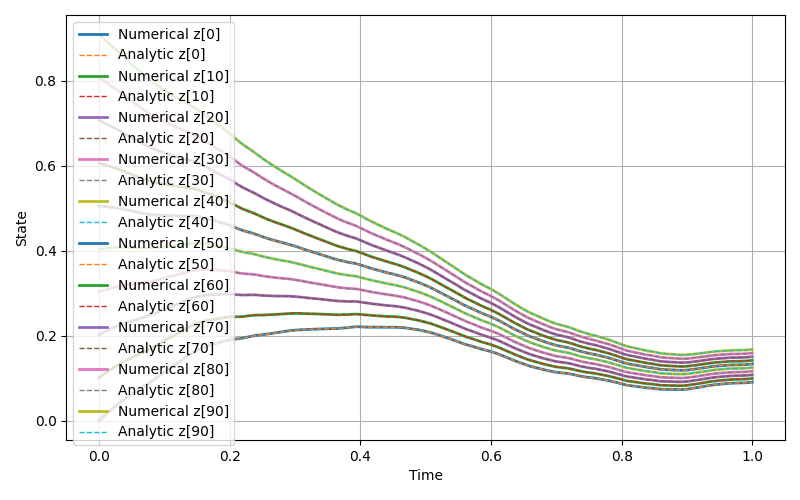 Numerical z[0]
Analytic z[0]
Numerical z[10]
Analytic z[10]
Numerical z[20]
Analytic z[20]
Numerical z[30]
Analytic z[30]
Numerical z[40]
Analytic z[40]
Numerical z[50]
Analytic z[50]
Numerical z[60]
Analytic z[60]
Numerical z[70]
Analytic z[70]
Numerical z[80]
Analytic z[80]
Numerical z[90]
Analytic z[90]
State
0.8
0.6
0.4
0.2
0.0
0.0 0.2 0.4 0.6 0.8 1.0
Time